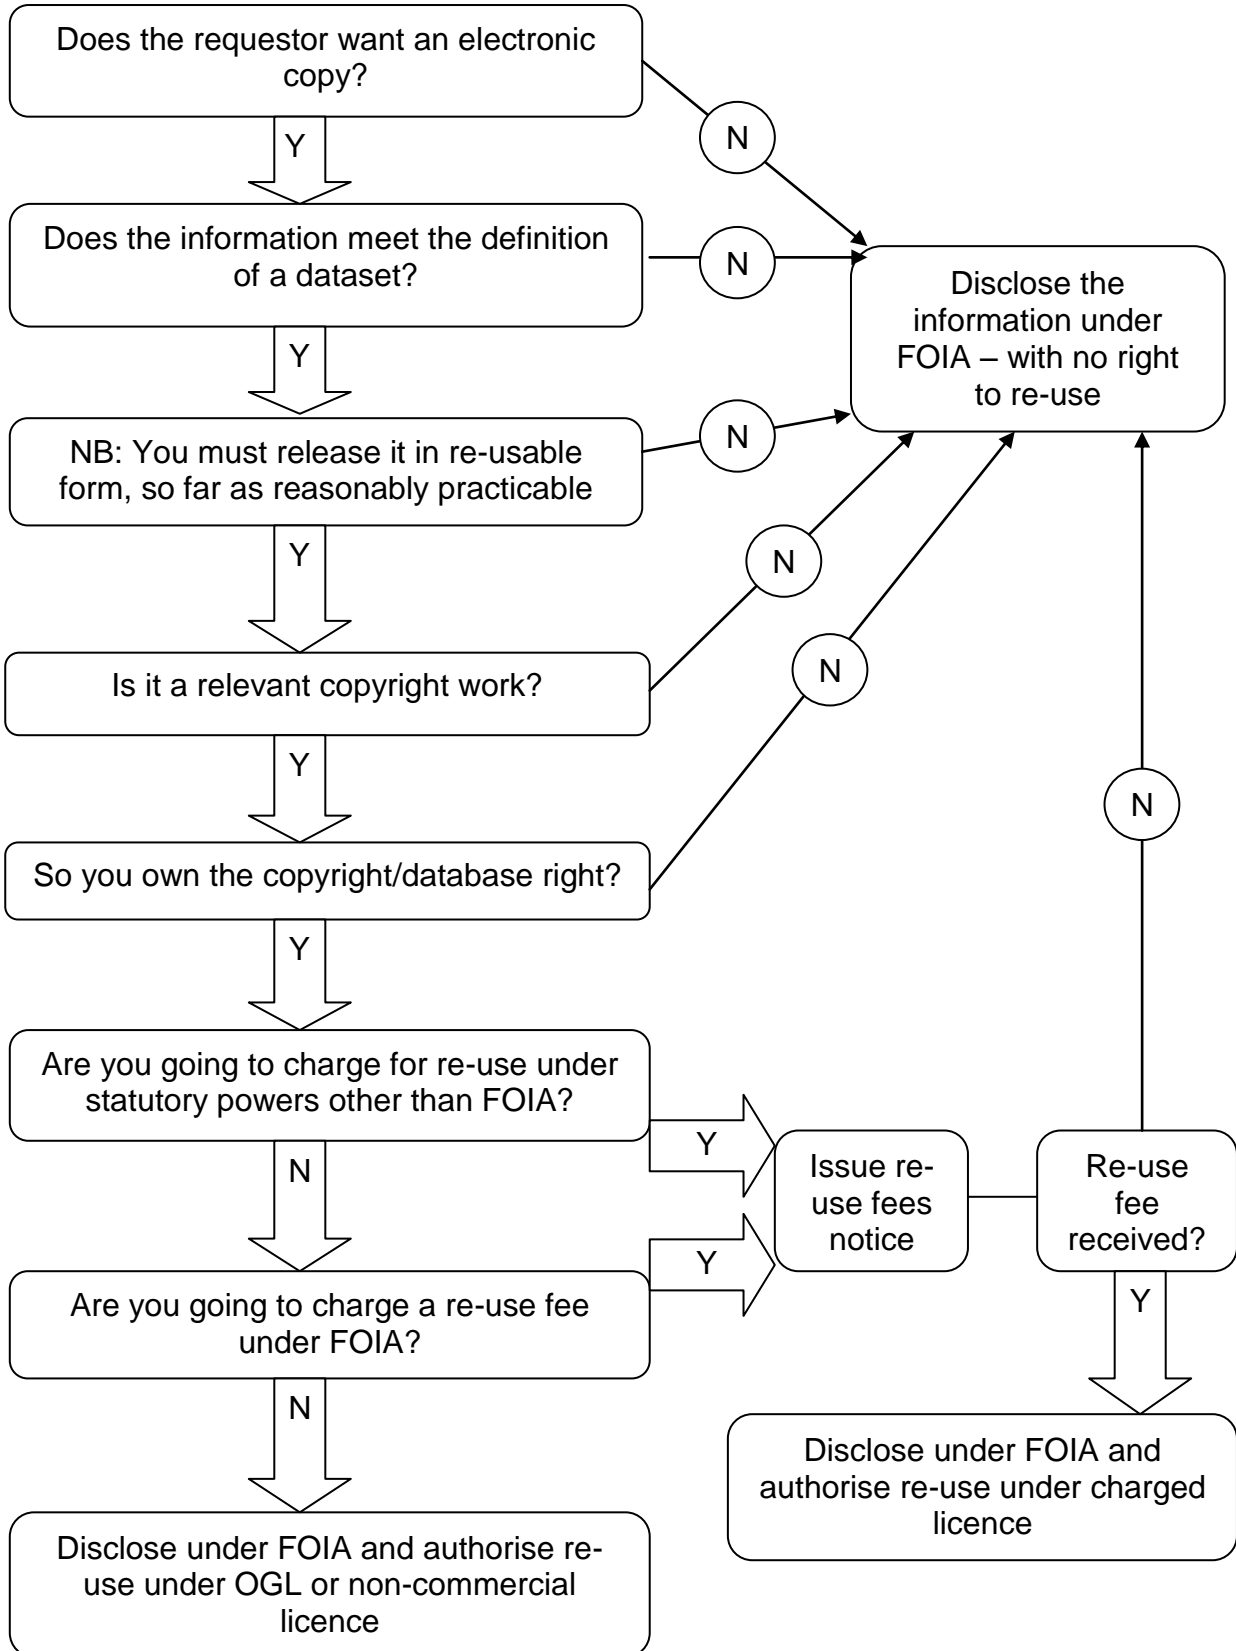 Does the requestor want an electronic
copy?
N
Y
Does the information meet the definition
of a dataset?
N
Disclose the
information under
FOIA – with no right
to re-use
Y
NB: You must release it in re-usable
form, so far as reasonably practicable
N
Y
N
Is it a relevant copyright work?
N
Y
N
So you own the copyright/database right?
Y
Are you going to charge for re-use under
statutory powers other than FOIA?
Y
Issue re-
use fees
notice
Re-use
fee
received?
N
Y
Are you going to charge a re-use fee
under FOIA?
Y
N
Disclose under FOIA and
authorise re-use under charged
licence
Disclose under FOIA and authorise re-
use under OGL or non-commercial
licence